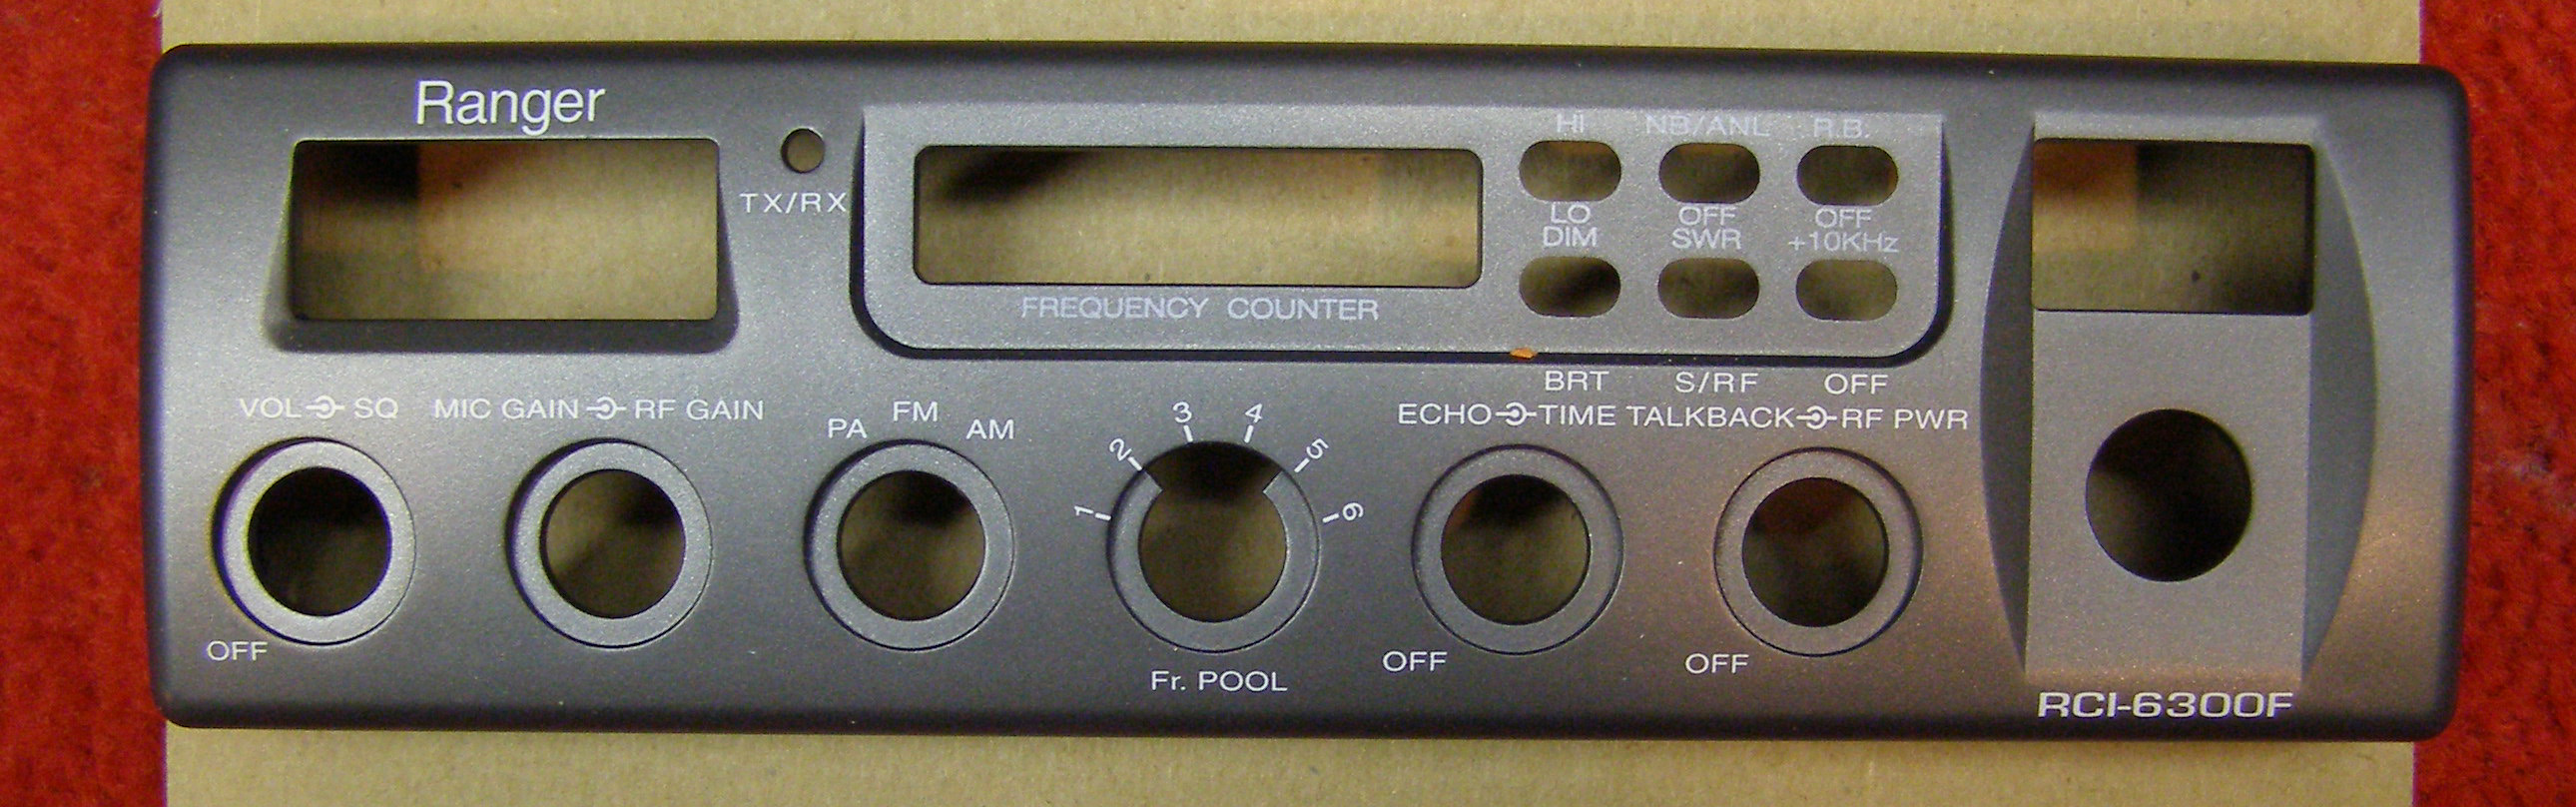 Ranger
TX/RX
HI NB/ANL R.B.
LO OFF OFF
DIM SWR +10KHz
FREQUENCY COUNTER
BRT S/RF OFF
VOL SQ MIC GAIN RF GAIN
PA FM AM
1 2 3 4 5 6
ECHO TIME TALKBACK RF PWR
OFF
OFF
OFF
Fr. POOL
RCI-6300F